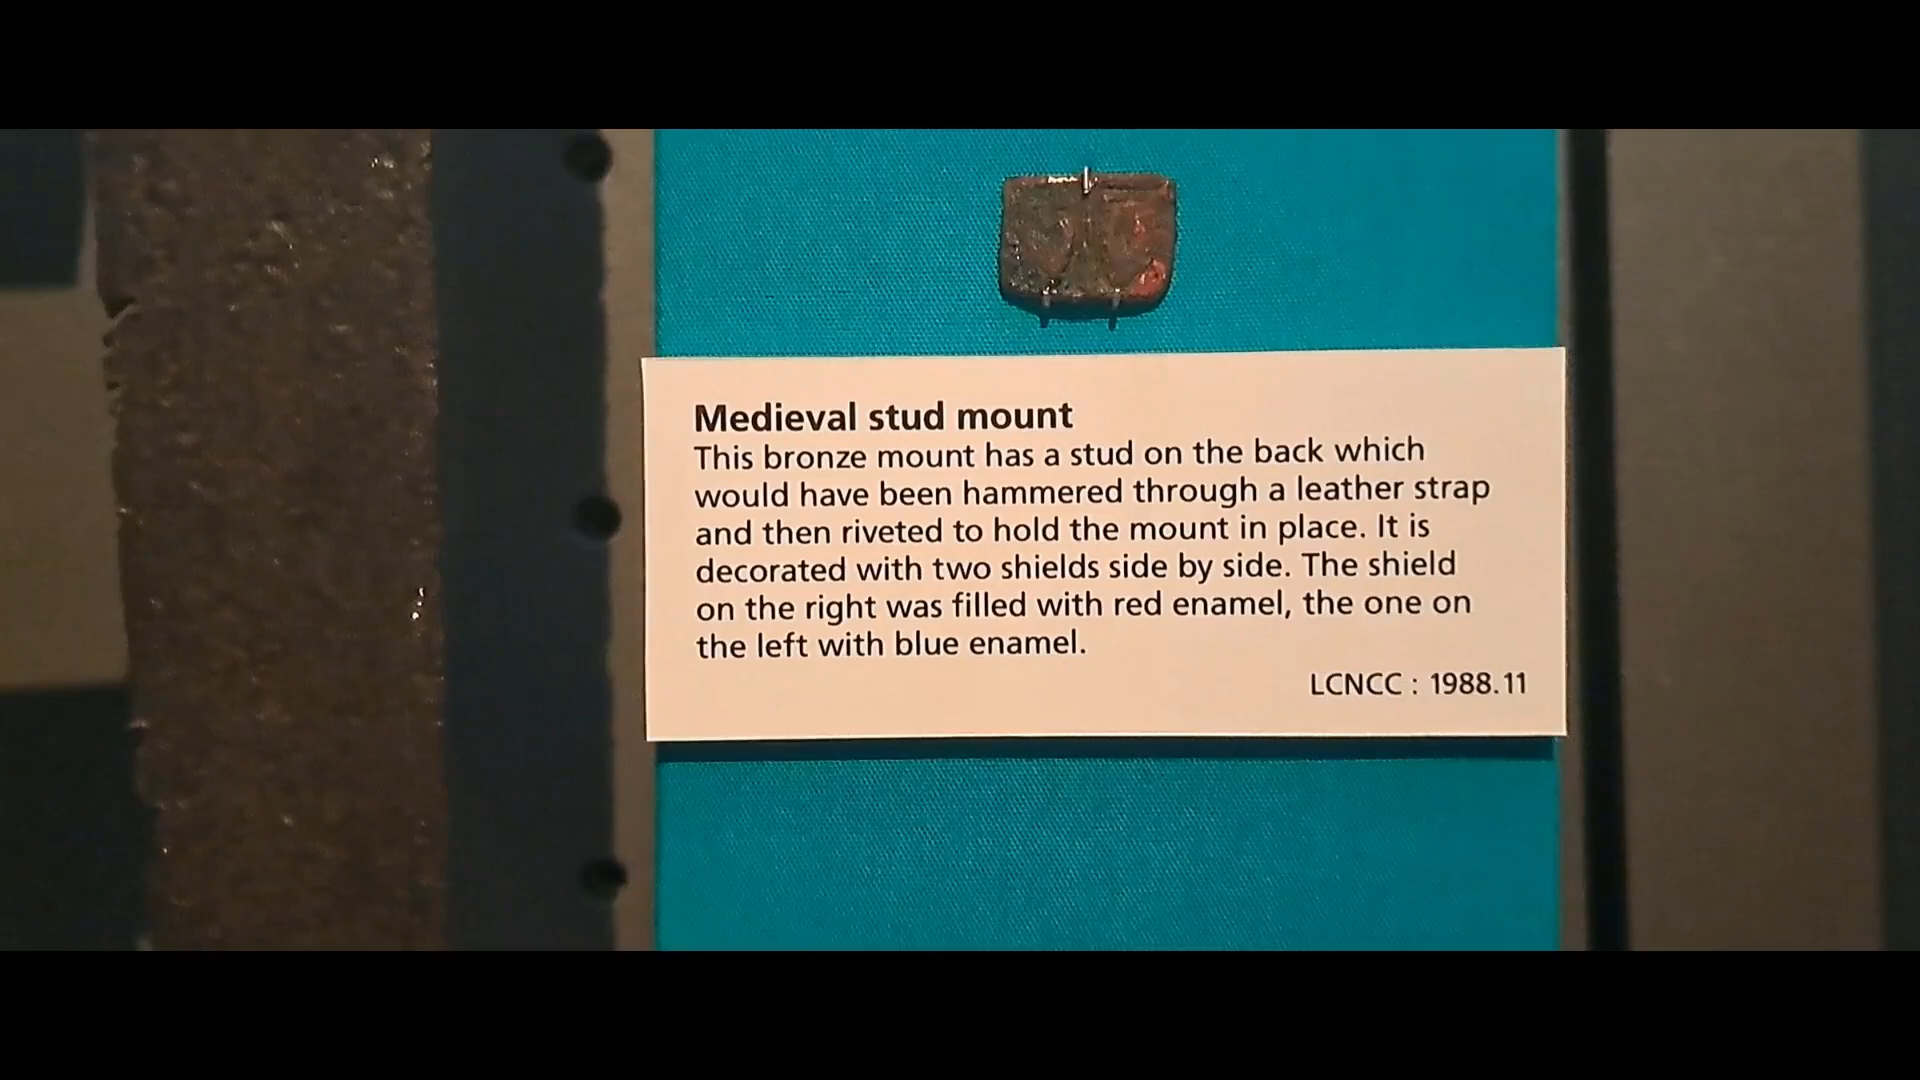 Medieval stud mount
This bronze mount has a stud on the back which
would have been hammered through a leather strap
and then riveted to hold the mount in place. It is
decorated with two shields side by side. The shield
on the right was filled with red enamel, the one on
the left with blue enamel.
LCNCC : 1988.11